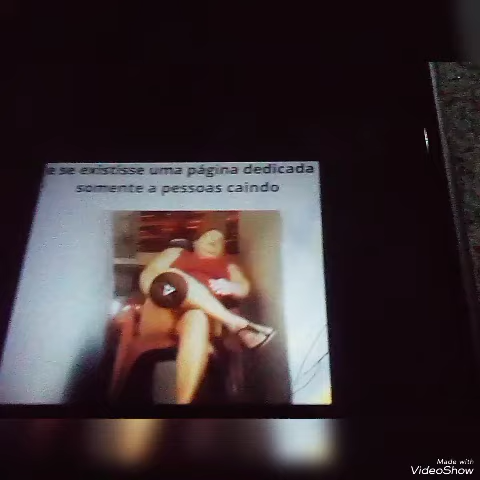 e se existisse uma página dedicada
somente a pessoas caindo
Made with
VideoShow